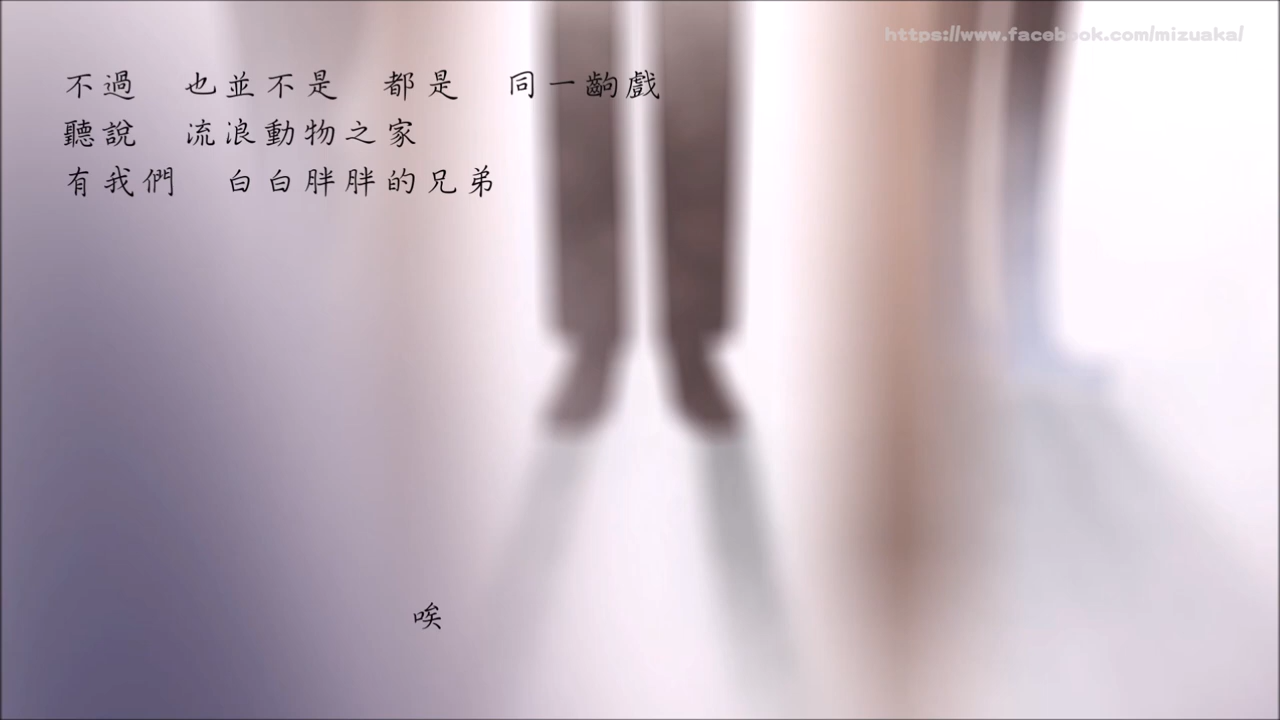 https://www.facebook.com/mizuaka/
不過 也並不是 都是 同一齣戲
聽說 流浪動物之家
有我們 白白胖胖的兄弟
唉